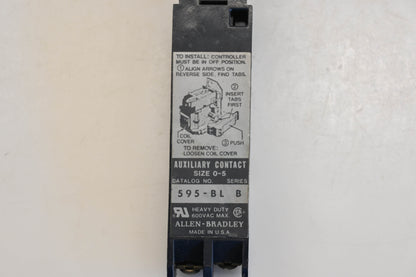 TO INSTALL: CONTROLLER
MUST BE IN OFF POSITION.
① ALIGN ARROWS ON
REVERSE SIDE, FIND TABS.
②
INSERT
TABS
FIRST
COIL
COVER
③ PUSH
TO REMOVE:
LOOSEN COIL COVER
AUXILIARY CONTACT
SIZE 0-5
CATALOG NO. SERIES
595-BL B
HEAVY DUTY
600VAC MAX.
ALLEN-BRADLEY
MADE IN U.S.A.